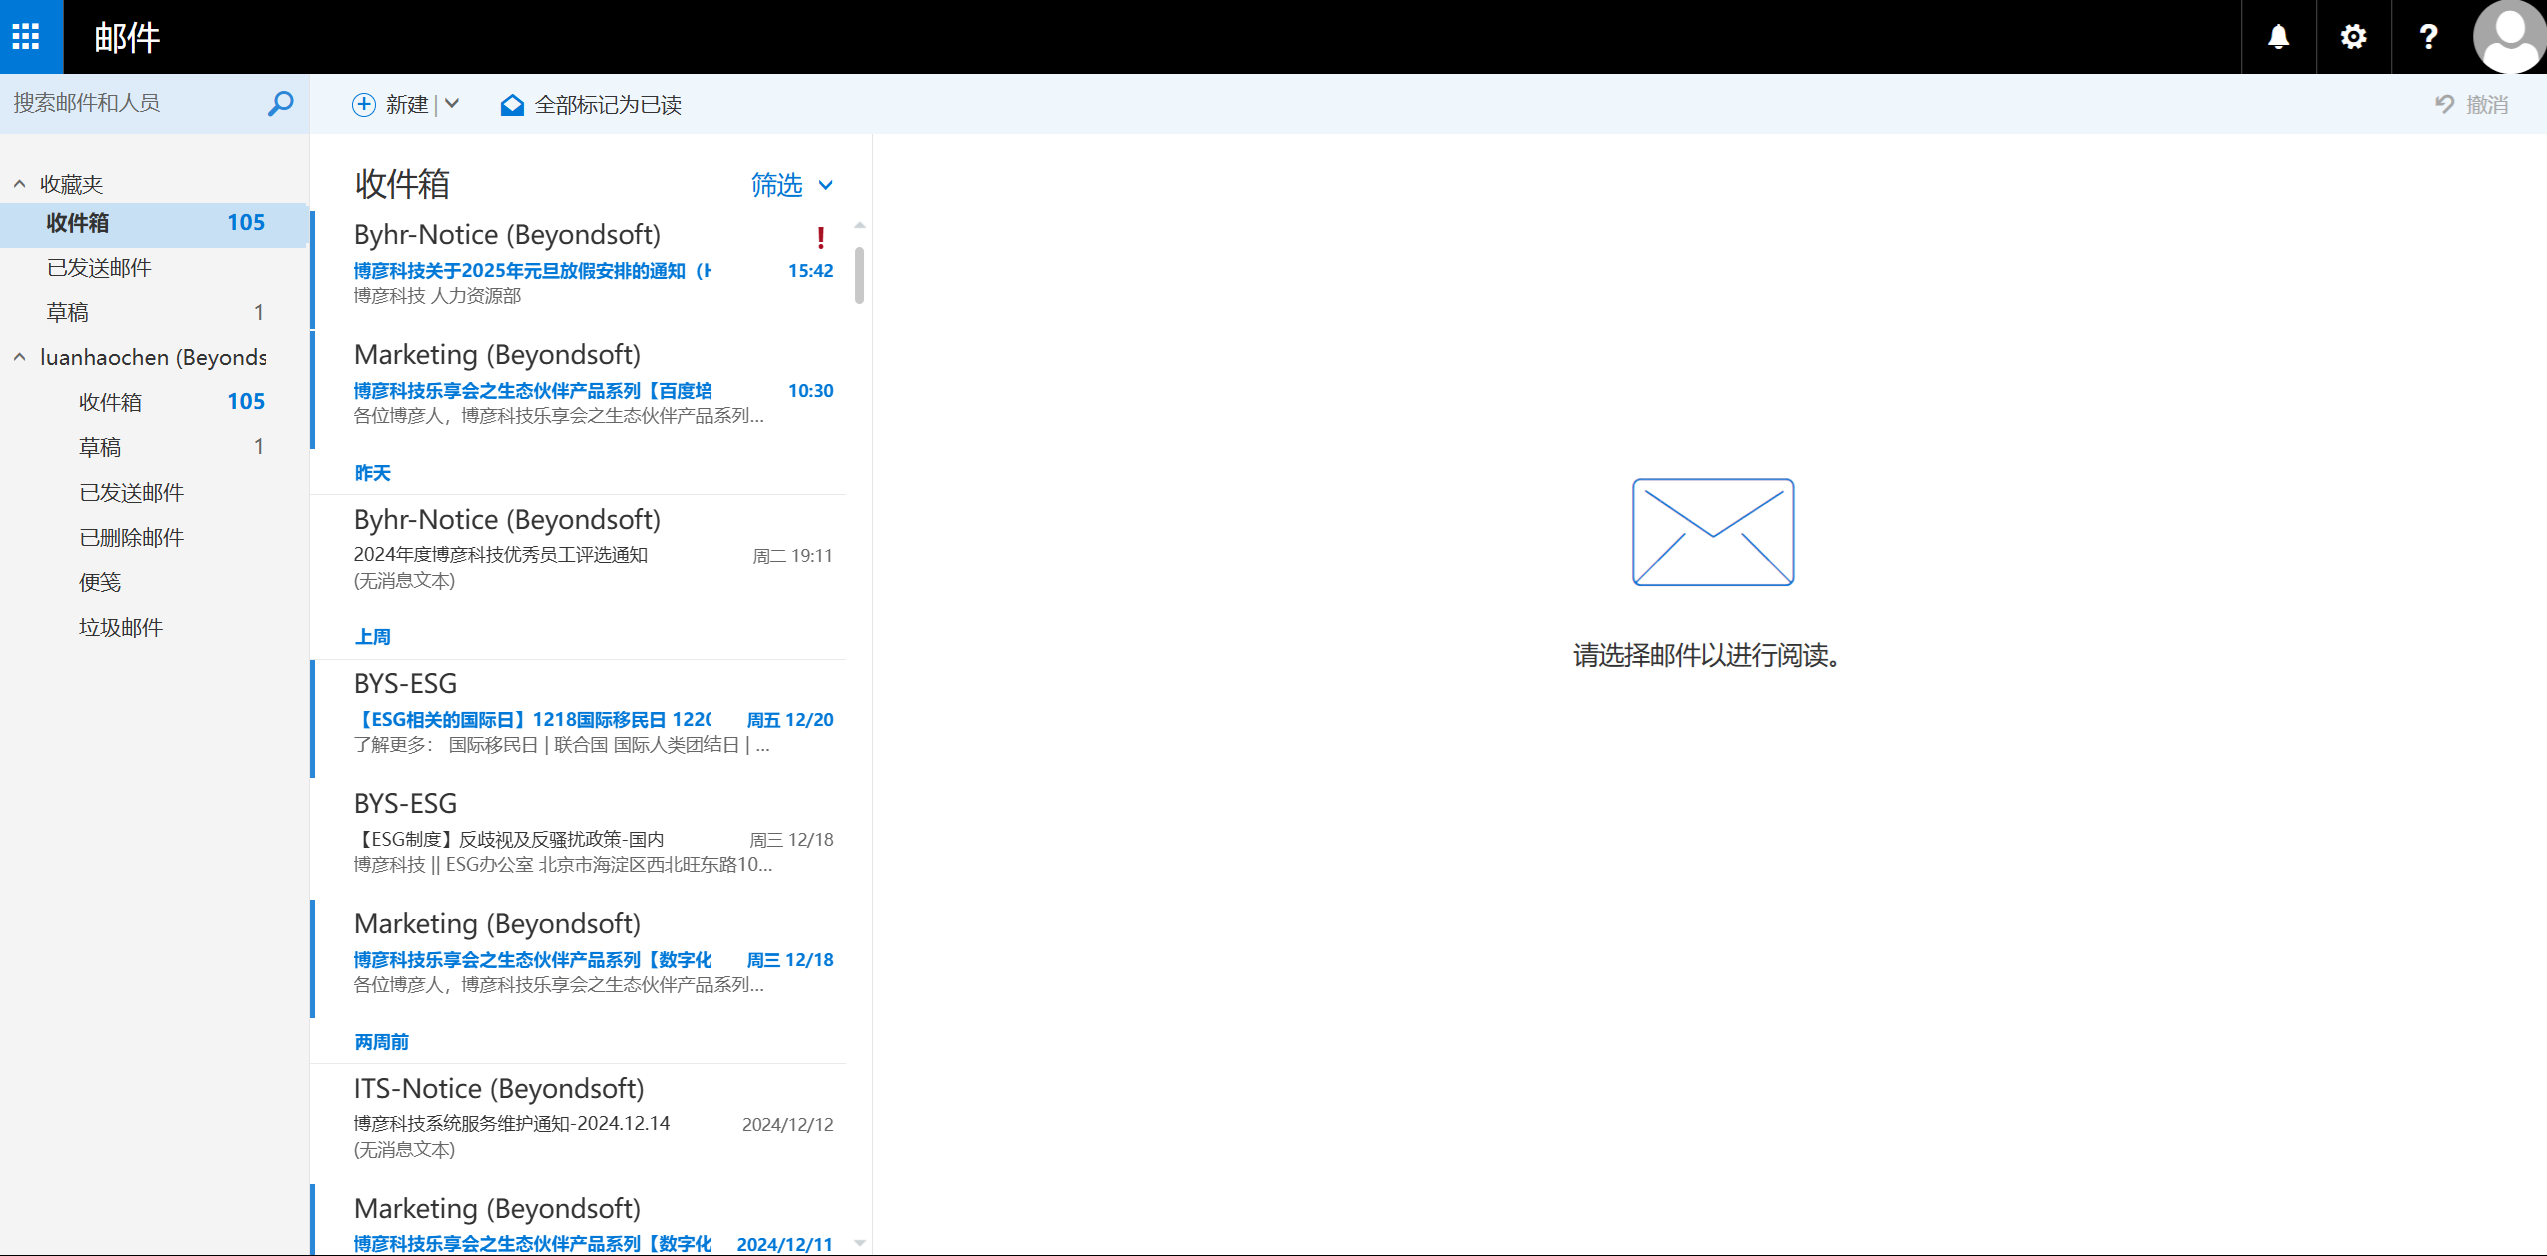 邮件
搜索邮件和人员
新建
全部标记为已读
撤消
收藏夹
收件箱 105
已发送邮件
草稿 1
luanhaochen (Beyonds
收件箱 105
草稿 1
已发送邮件
已删除邮件
便笺
垃圾邮件
收件箱
筛选
Byhr-Notice (Beyondsoft)
博彦科技关于2025年元旦放假安排的通知（H 15:42
博彦科技 人力资源部
Marketing (Beyondsoft)
博彦科技乐享会之生态伙伴产品系列【百度培 10:30
各位博彦人，博彦科技乐享会之生态伙伴产品系列...
昨天
Byhr-Notice (Beyondsoft)
2024年度博彦科技优秀员工评选通知 周二 19:11
(无消息文本)
上周
BYS-ESG
【ESG相关的国际日】1218国际移民日 1220 周五 12/20
了解更多： 国际移民日 | 联合国 国际人类团结日 | ...
BYS-ESG
【ESG制度】反歧视及反骚扰政策-国内 周三 12/18
博彦科技 || ESG办公室 北京市海淀区西北旺东路10...
Marketing (Beyondsoft)
博彦科技乐享会之生态伙伴产品系列【数字化 周三 12/18
各位博彦人，博彦科技乐享会之生态伙伴产品系列...
两周前
ITS-Notice (Beyondsoft)
博彦科技系统服务维护通知-2024.12.14 2024/12/12
(无消息文本)
Marketing (Beyondsoft)
博彦科技乐享会之生态伙伴产品系列【数字化 2024/12/11
请选择邮件以进行阅读。